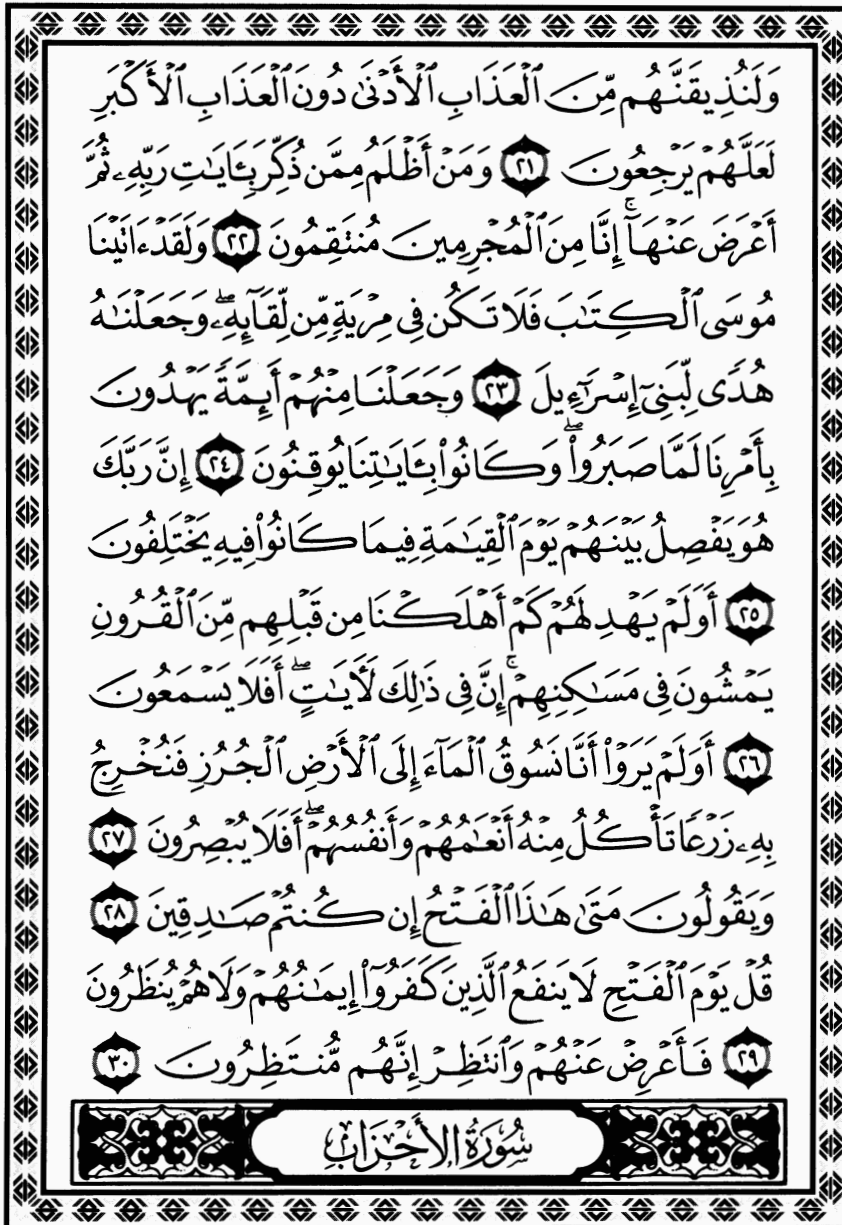 وَلَنُذِيقَنَّهُم مِّنَ ٱلْعَذَابِ ٱلْأَدْنَىٰ دُونَ ٱلْعَذَابِ ٱلْأَكْبَرِ
لَعَلَّهُمْ يَرْجِعُونَ ٢١ وَمَنْ أَظْلَمُ مِمَّن ذُكِّرَ بِـَٔايَـٰتِ رَبِّهِۦ ثُمَّ
أَعْرَضَ عَنْهَآ ۚ إِنَّا مِنَ ٱلْمُجْرِمِينَ مُنتَقِمُونَ ٢٢ وَلَقَدْ ءَاتَيْنَا
مُوسَى ٱلْكِتَـٰبَ فَلَا تَكُن فِى مِرْيَةٍ مِّن لِّقَآئِهِۦ ۖ وَجَعَلْنَـٰهُ
هُدًى لِّبَنِىٓ إِسْرَٰٓءِيلَ ٢٣ وَجَعَلْنَا مِنْهُمْ أَئِمَّةً يَهْدُونَ
بِأَمْرِنَا لَمَّا صَبَرُوا۟ ۖ وَكَانُوا۟ بِـَٔايَـٰتِنَا يُوقِنُونَ ٢٤ إِنَّ رَبَّكَ
هُوَ يَفْصِلُ بَيْنَهُمْ يَوْمَ ٱلْقِيَـٰمَةِ فِيمَا كَانُوا۟ فِيهِ يَخْتَلِفُونَ
٢٥ أَوَلَمْ يَهْدِ لَهُمْ كَمْ أَهْلَكْنَا مِن قَبْلِهِم مِّنَ ٱلْقُرُونِ
يَمْشُونَ فِى مَسَـٰكِنِهِمْ ۚ إِنَّ فِى ذَٰلِكَ لَـَٔايَـٰتٍ ۖ أَفَلَا يَسْمَعُونَ
٢٦ أَوَلَمْ يَرَوْا۟ أَنَّا نَسُوقُ ٱلْمَآءَ إِلَى ٱلْأَرْضِ ٱلْجُرُزِ فَنُخْرِجُ
بِهِۦ زَرْعًا تَأْكُلُ مِنْهُ أَنْعَـٰمُهُمْ وَأَنفُسُهُمْ ۖ أَفَلَا يُبْصِرُونَ ٢٧
وَيَقُولُونَ مَتَىٰ هَـٰذَا ٱلْفَتْحُ إِن كُنتُمْ صَـٰدِقِينَ ٢٨
قُلْ يَوْمَ ٱلْفَتْحِ لَا يَنفَعُ ٱلَّذِينَ كَفَرُوٓا۟ إِيمَـٰنُهُمْ وَلَا هُمْ يُنظَرُونَ
٢٩ فَأَعْرِضْ عَنْهُمْ وَٱنتَظِرْ إِنَّهُم مُّنتَظِرُونَ ٣٠
سُورَةُ الأَحْزَابِ